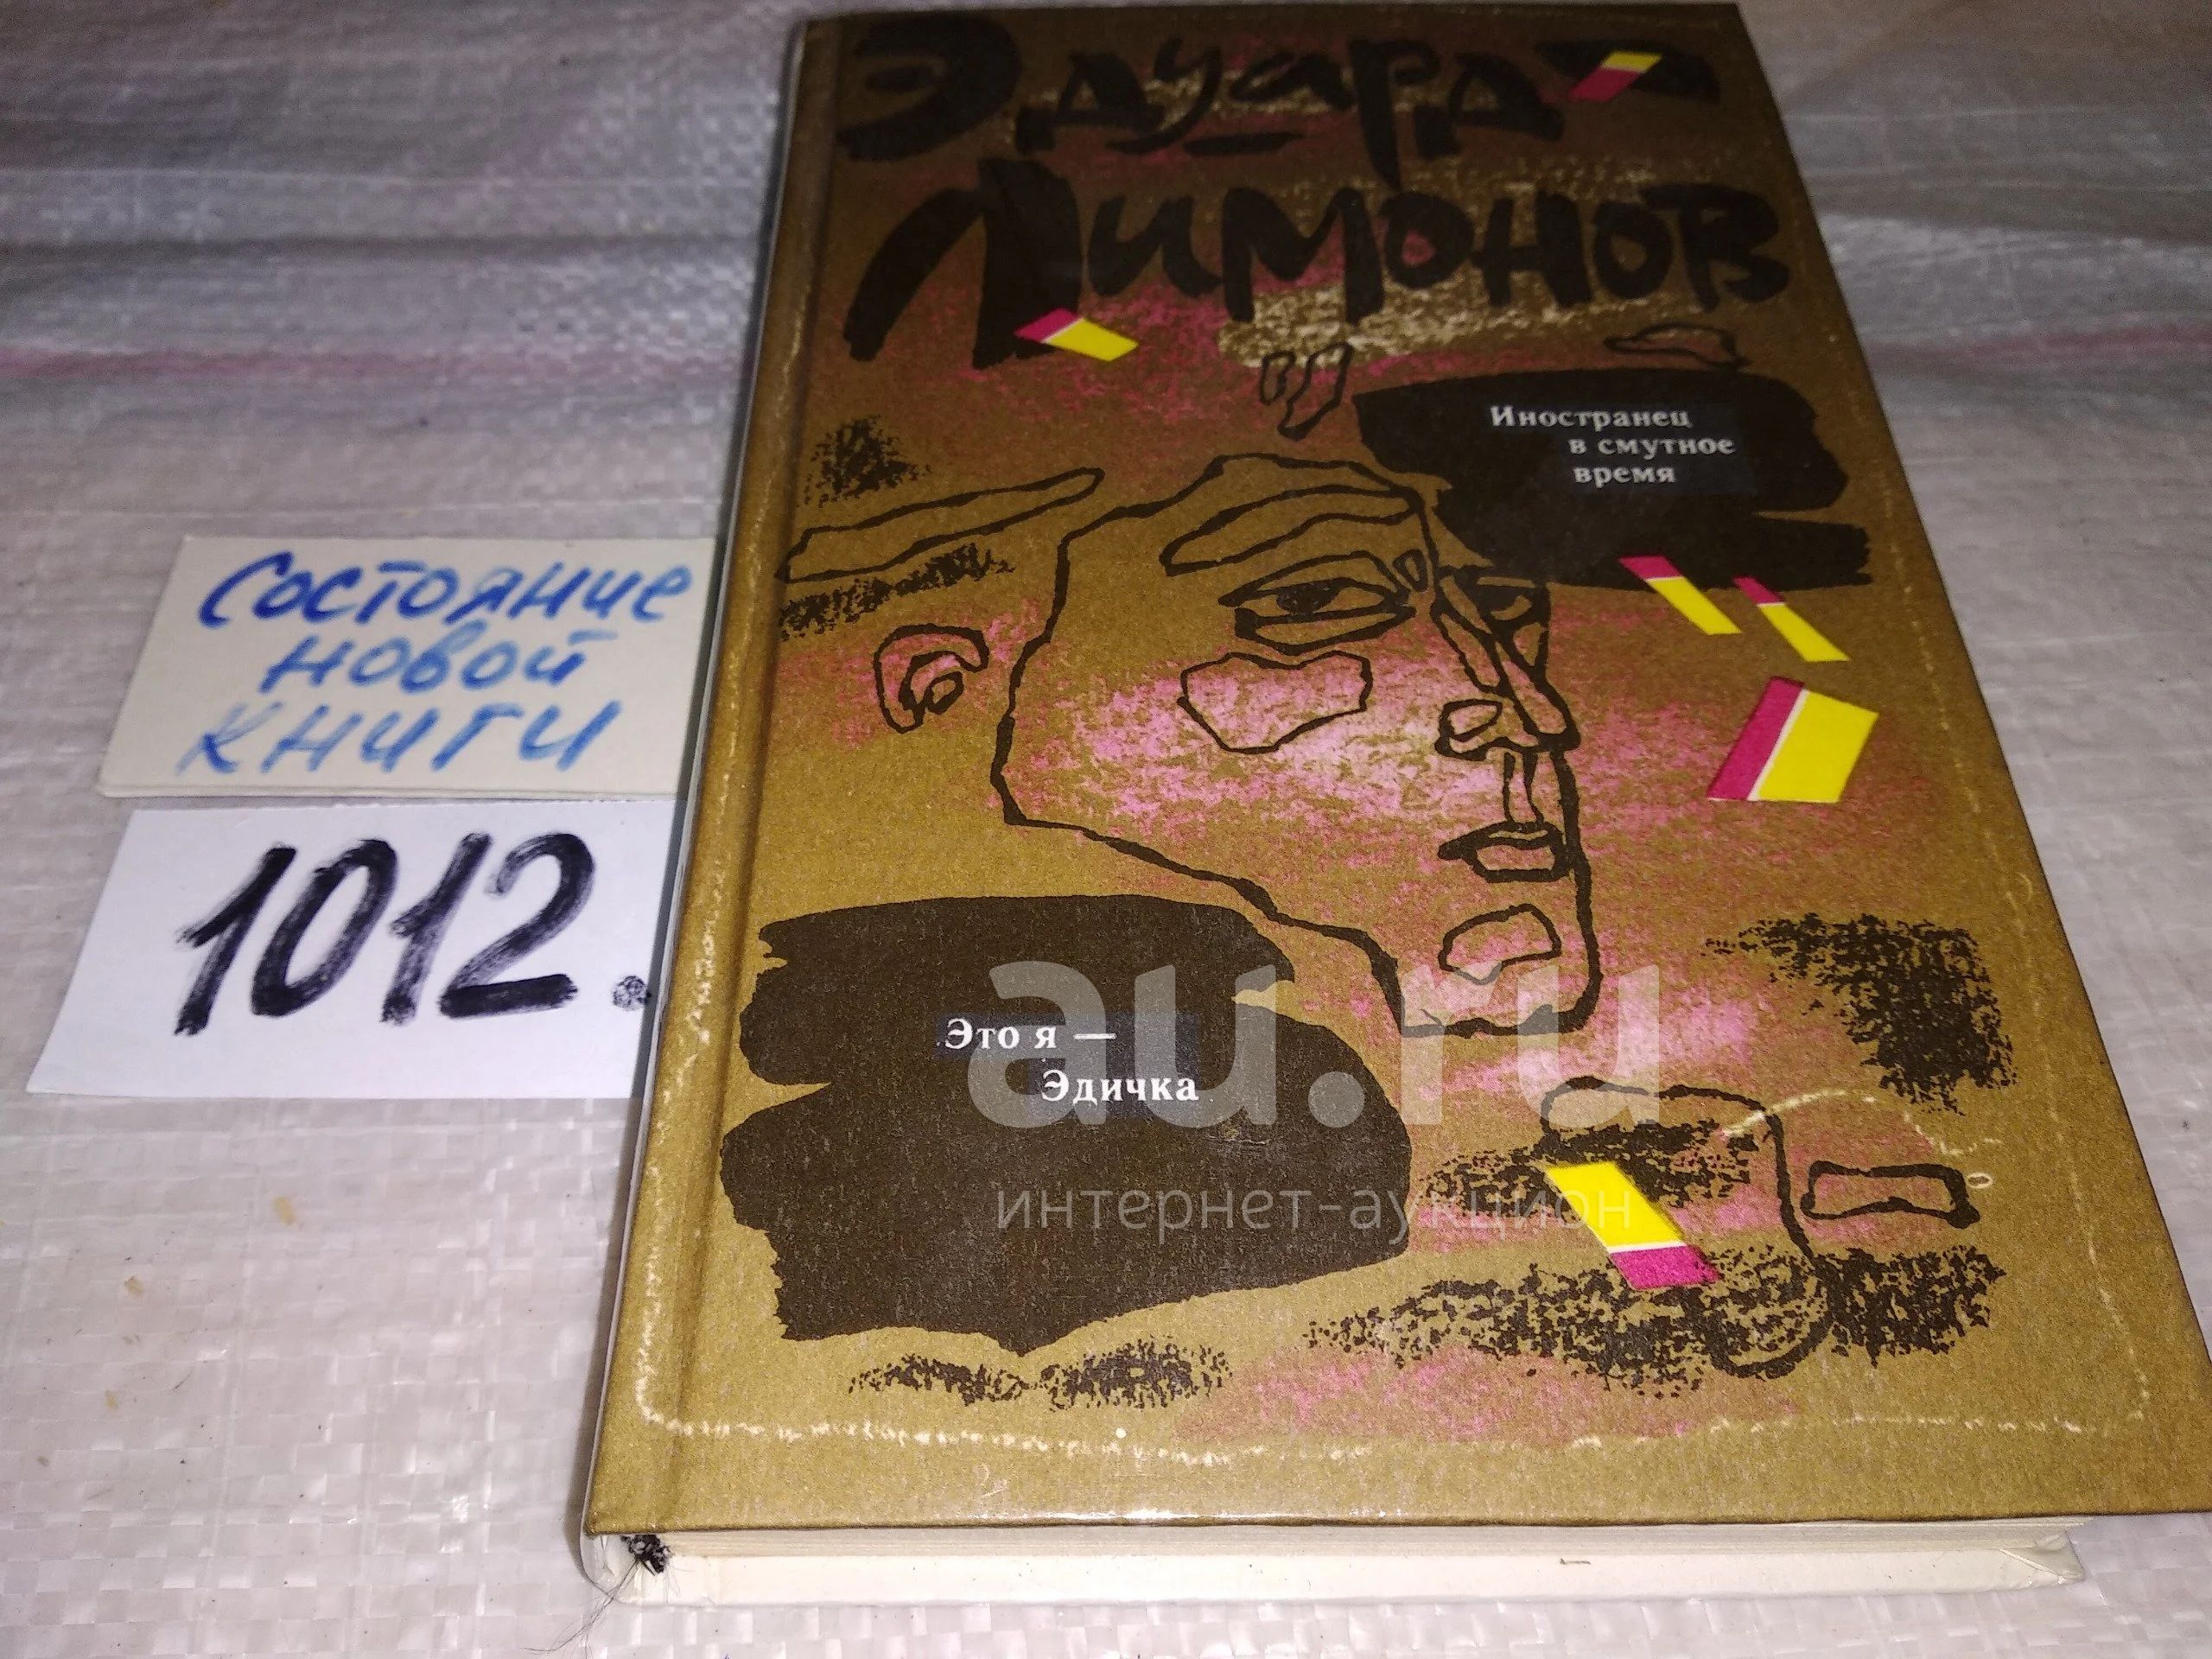 Эдуард
Лимонов
Иностранец
в смутное
время
Состояние
новой
книги
1012.
Это я —
Эдичка
au.ru
интернет-аукцион